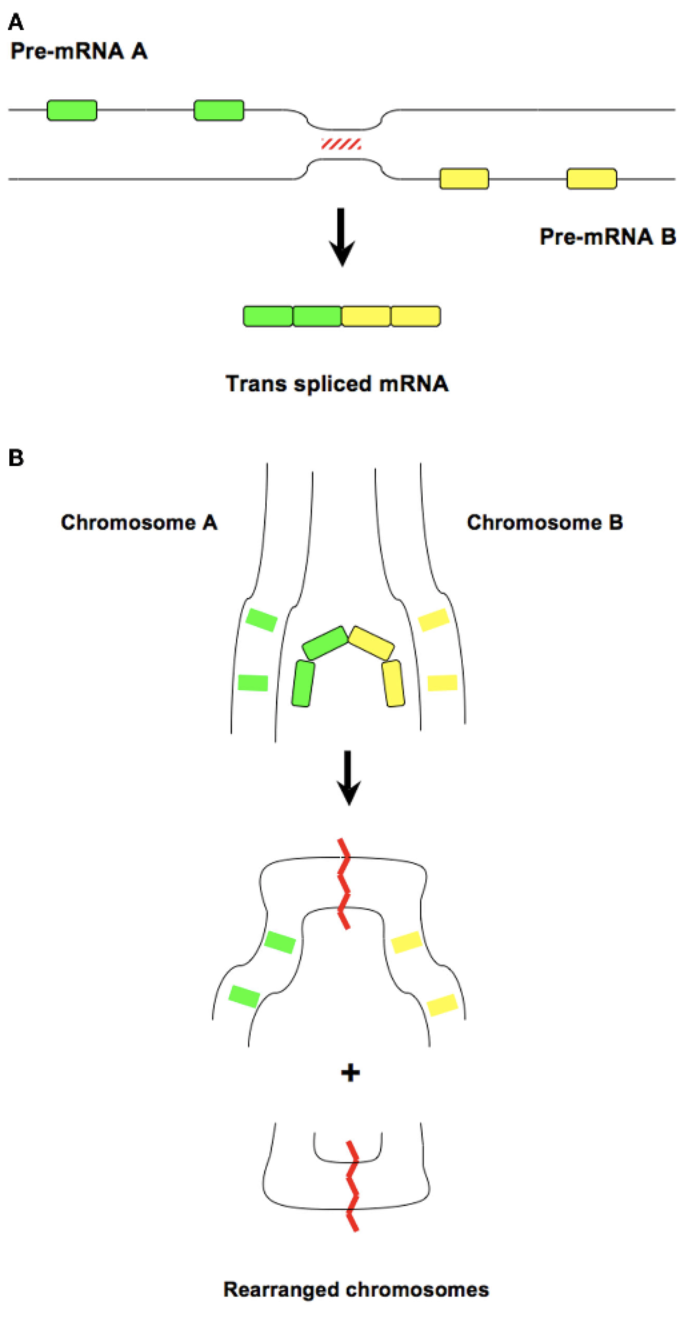 A
Pre-mRNA A
Pre-mRNA B
Trans spliced mRNA
B
Chromosome A
Chromosome B
+
Rearranged chromosomes